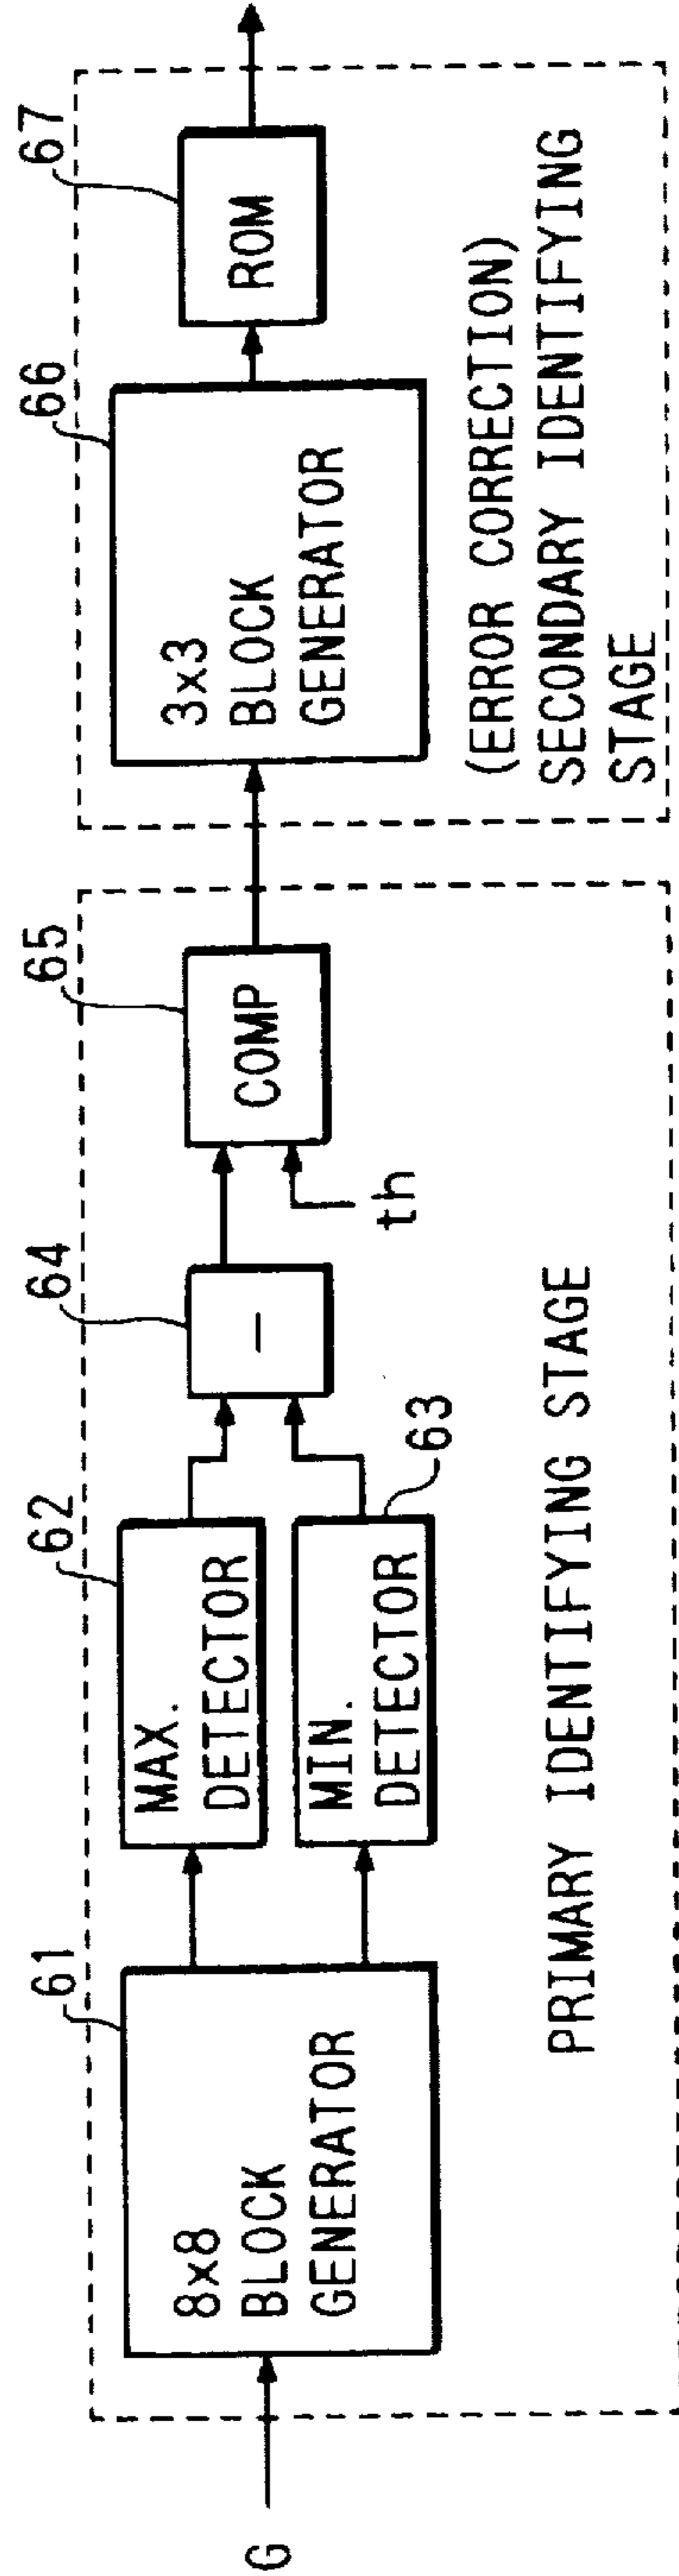 G
61
8x8
BLOCK
GENERATOR
62
MAX.
DETECTOR
63
MIN.
DETECTOR
64
–
th
65
COMP
PRIMARY IDENTIFYING STAGE
66
3x3
BLOCK
GENERATOR
67
ROM
(ERROR CORRECTION)
SECONDARY IDENTIFYING
STAGE